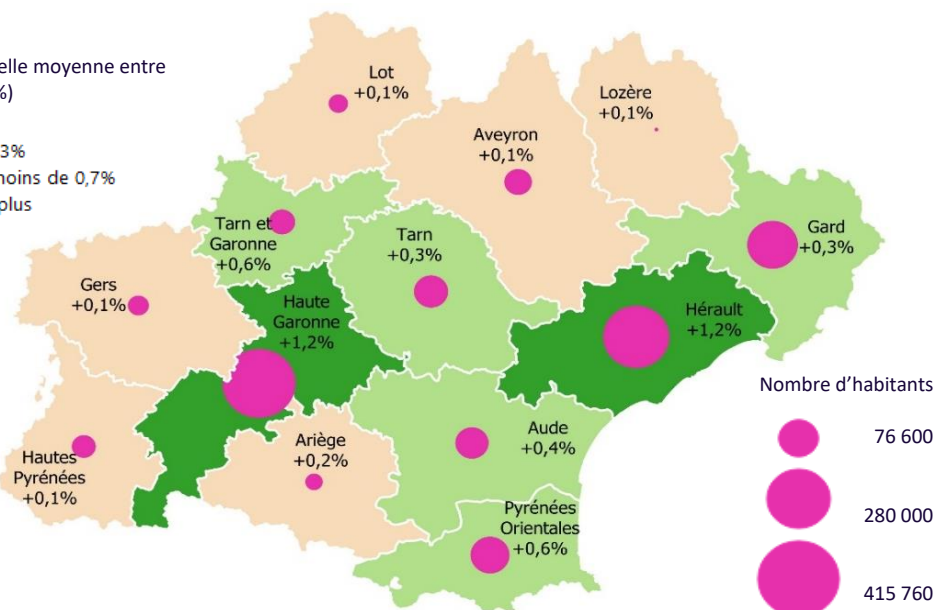 elle moyenne entre
%)
3%
moins de 0,7%
plus
Lot
+0,1%
Lozère
+0,1%
Aveyron
+0,1%
Tarn et
Garonne
+0,6%
Tarn
+0,3%
Gard
+0,3%
Gers
+0,1%
Haute
Garonne
+1,2%
Hérault
+1,2%
Hautes
Pyrénées
+0,1%
Ariège
+0,2%
Aude
+0,4%
Pyrénées
Orientales
+0,6%
Nombre d’habitants
76 600
280 000
415 760